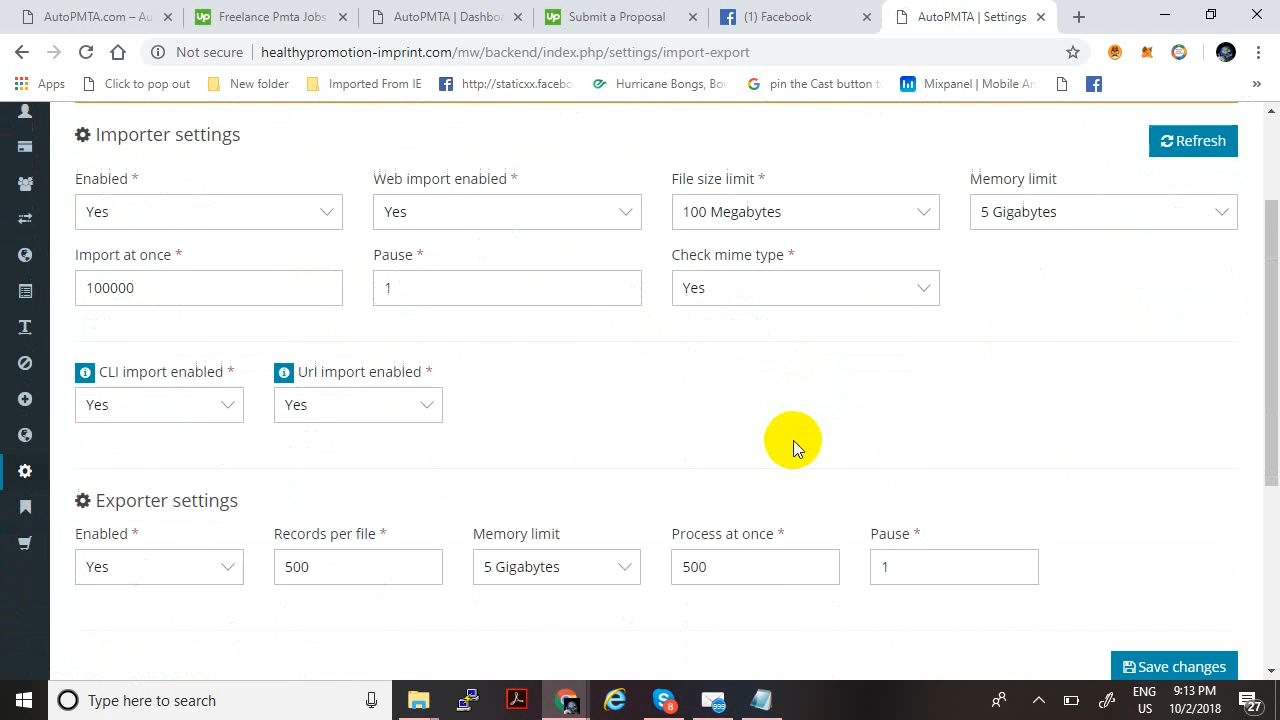 AutoPMTA.com – Au
Freelance Pmta Jobs
AutoPMTA | Dashbo
Submit a Proposal
(f) Facebook
AutoPMTA | Settings
Not secure
healthypromotion-imprint.com/mw/backend/index.php/settings/import-export
Apps
Click to pop out
New folder
Imported From IE
http://staticxx.facebo
Hurricane Bongs, Bo
pin the Cast button t
Mixpanel | Mobile A
»
Importer settings
Refresh
Enabled *
Web import enabled *
File size limit *
Memory limit
Yes
Yes
100 Megabytes
5 Gigabytes
Import at once *
Pause *
Check mime type *
100000
1
Yes
CLI import enabled *
Url import enabled *
Yes
Yes
Exporter settings
Enabled *
Records per file *
Memory limit
Process at once *
Pause *
Yes
500
5 Gigabytes
500
1
Save changes
Type here to search
8
99
ENG
US
9:13 PM
10/2/2018
27